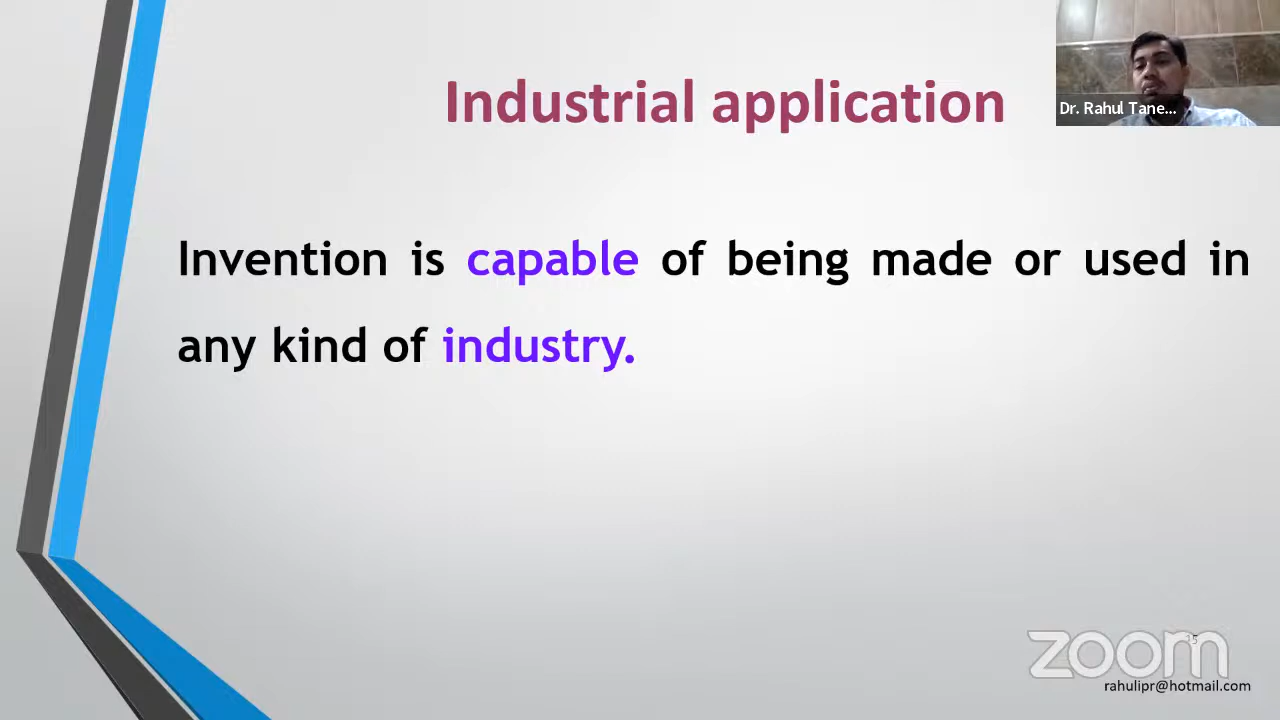 Industrial application
Dr. Rahul Tane...
Invention is capable of being made or used in
any kind of industry.
zoom
15
rahulipr@hotmail.com